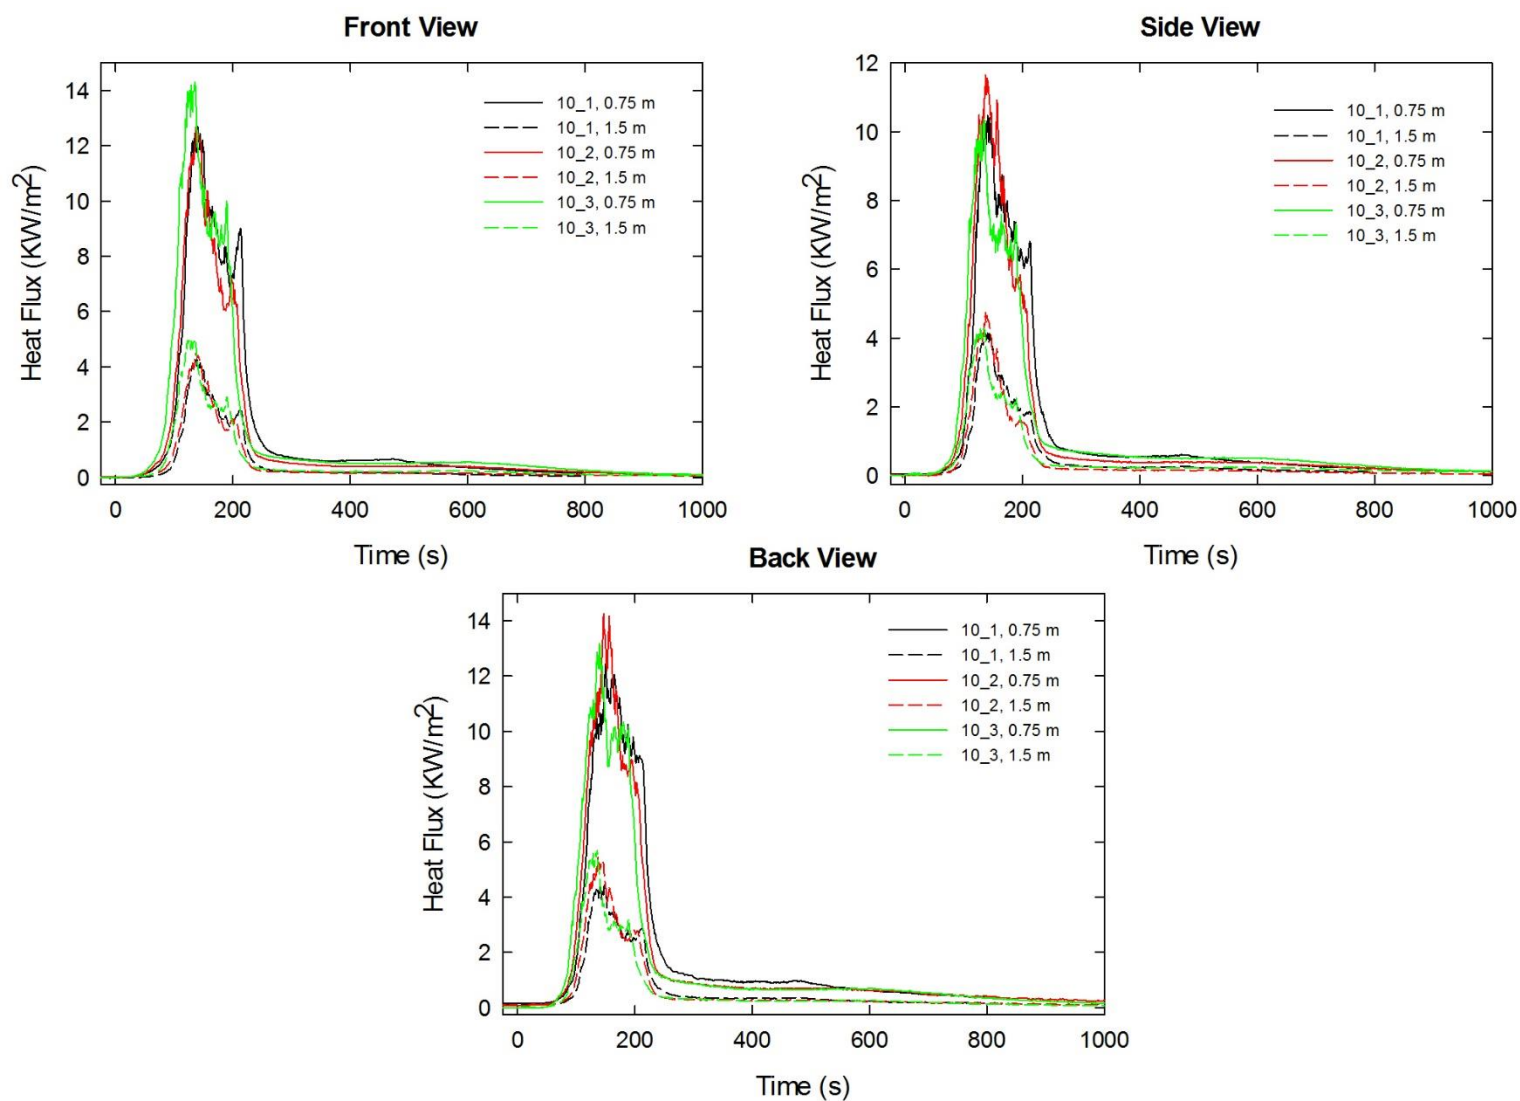 Front View
14
12
10
8
6
4
2
0
Heat Flux (KW/m²)
10_1, 0.75 m
10_1, 1.5 m
10_2, 0.75 m
10_2, 1.5 m
10_3, 0.75 m
10_3, 1.5 m
0 200 400 600 800 1000
Time (s)
Side View
12
10
8
6
4
2
0
Heat Flux (KW/m²)
10_1, 0.75 m
10_1, 1.5 m
10_2, 0.75 m
10_2, 1.5 m
10_3, 0.75 m
10_3, 1.5 m
0 200 400 600 800 1000
Time (s)
Back View
14
12
10
8
6
4
2
0
Heat Flux (KW/m²)
10_1, 0.75 m
10_1, 1.5 m
10_2, 0.75 m
10_2, 1.5 m
10_3, 0.75 m
10_3, 1.5 m
0 200 400 600 800 1000
Time (s)